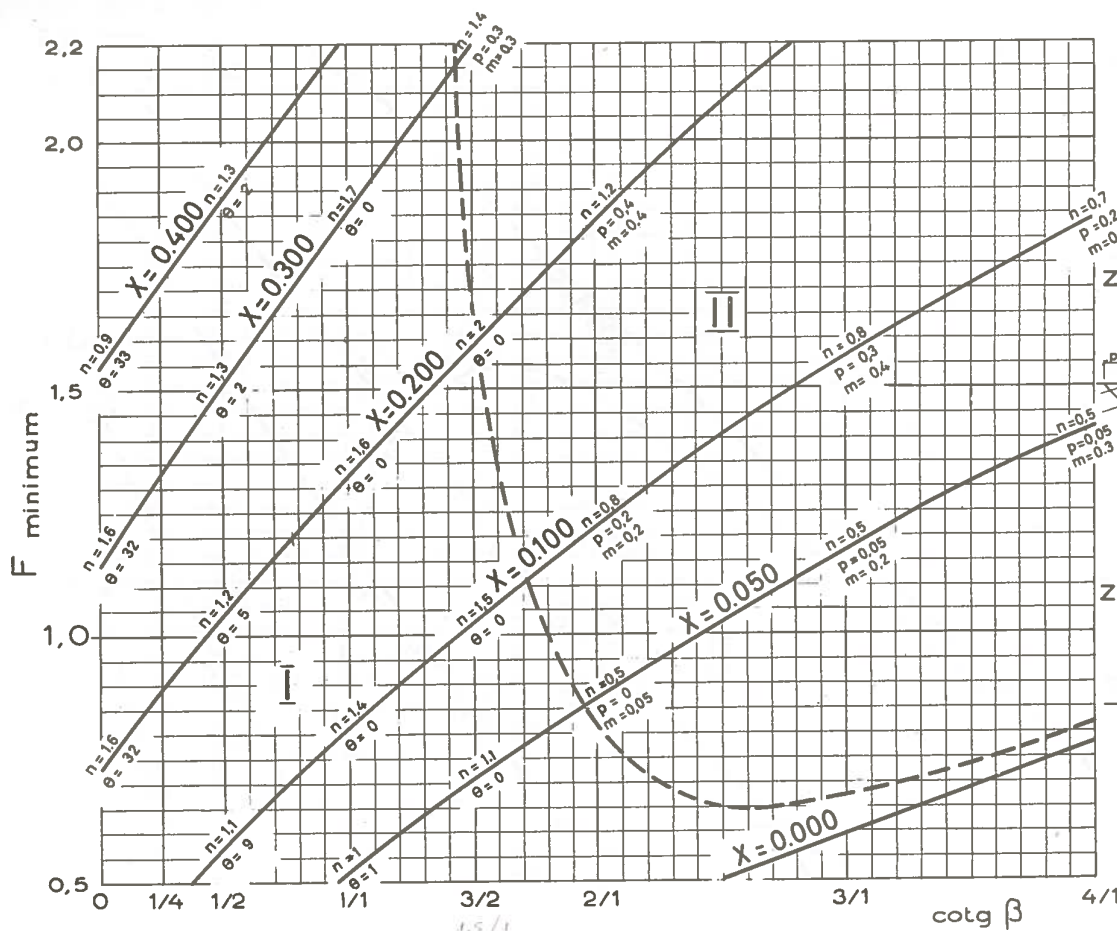 2,2
2,0
1,5
1,0
0,5
F minimum
0
1/4
1/2
1/1
3/2
2/1
3/1
4/1
cotg β
1.5/1
I
II
X = 0.400
n=0.9
θ=33
n=1.3
θ=2
X = 0.300
n=1.6
θ=32
n=1,3
θ=2
n=1,7
θ=0
n=1.4
p=0.3
m=0.3
X=0.200
n=1.6
θ=32
n=1,2
θ=5
n=1,6
θ=0
n=2
θ=0
n=1.2
p=0,4
m=0.4
X=0.100
n=1,1
θ=9
n=1.4
θ=0
n=1,5
θ=0
n=0,8
p=0,2
m=0,2
n=0,8
p=0,3
m=0,4
n=0,7
p=0,2
X=0.050
n=1
θ=1
n=1.1
θ=0
n=0,5
p=0
m=0,05
n=0,5
p=0,05
m=0,2
n=0,5
p=0,05
m=0.3
X=0.000
Z
Z